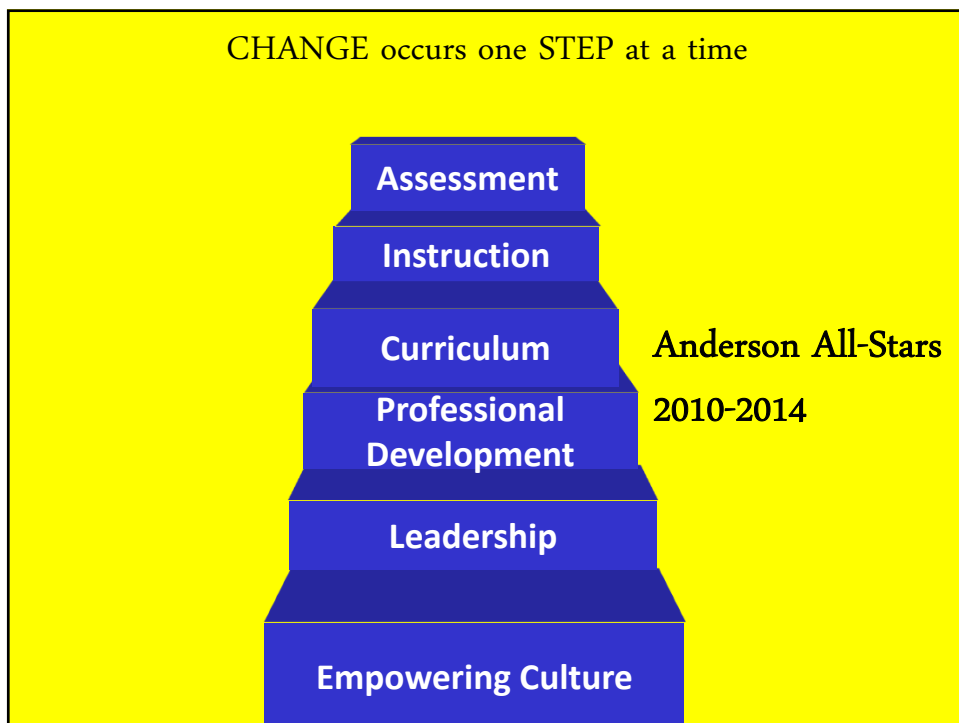 CHANGE occurs one STEP at a time
Assessment
Instruction
Curriculum
Anderson All-Stars
Professional
Development
2010-2014
Leadership
Empowering Culture